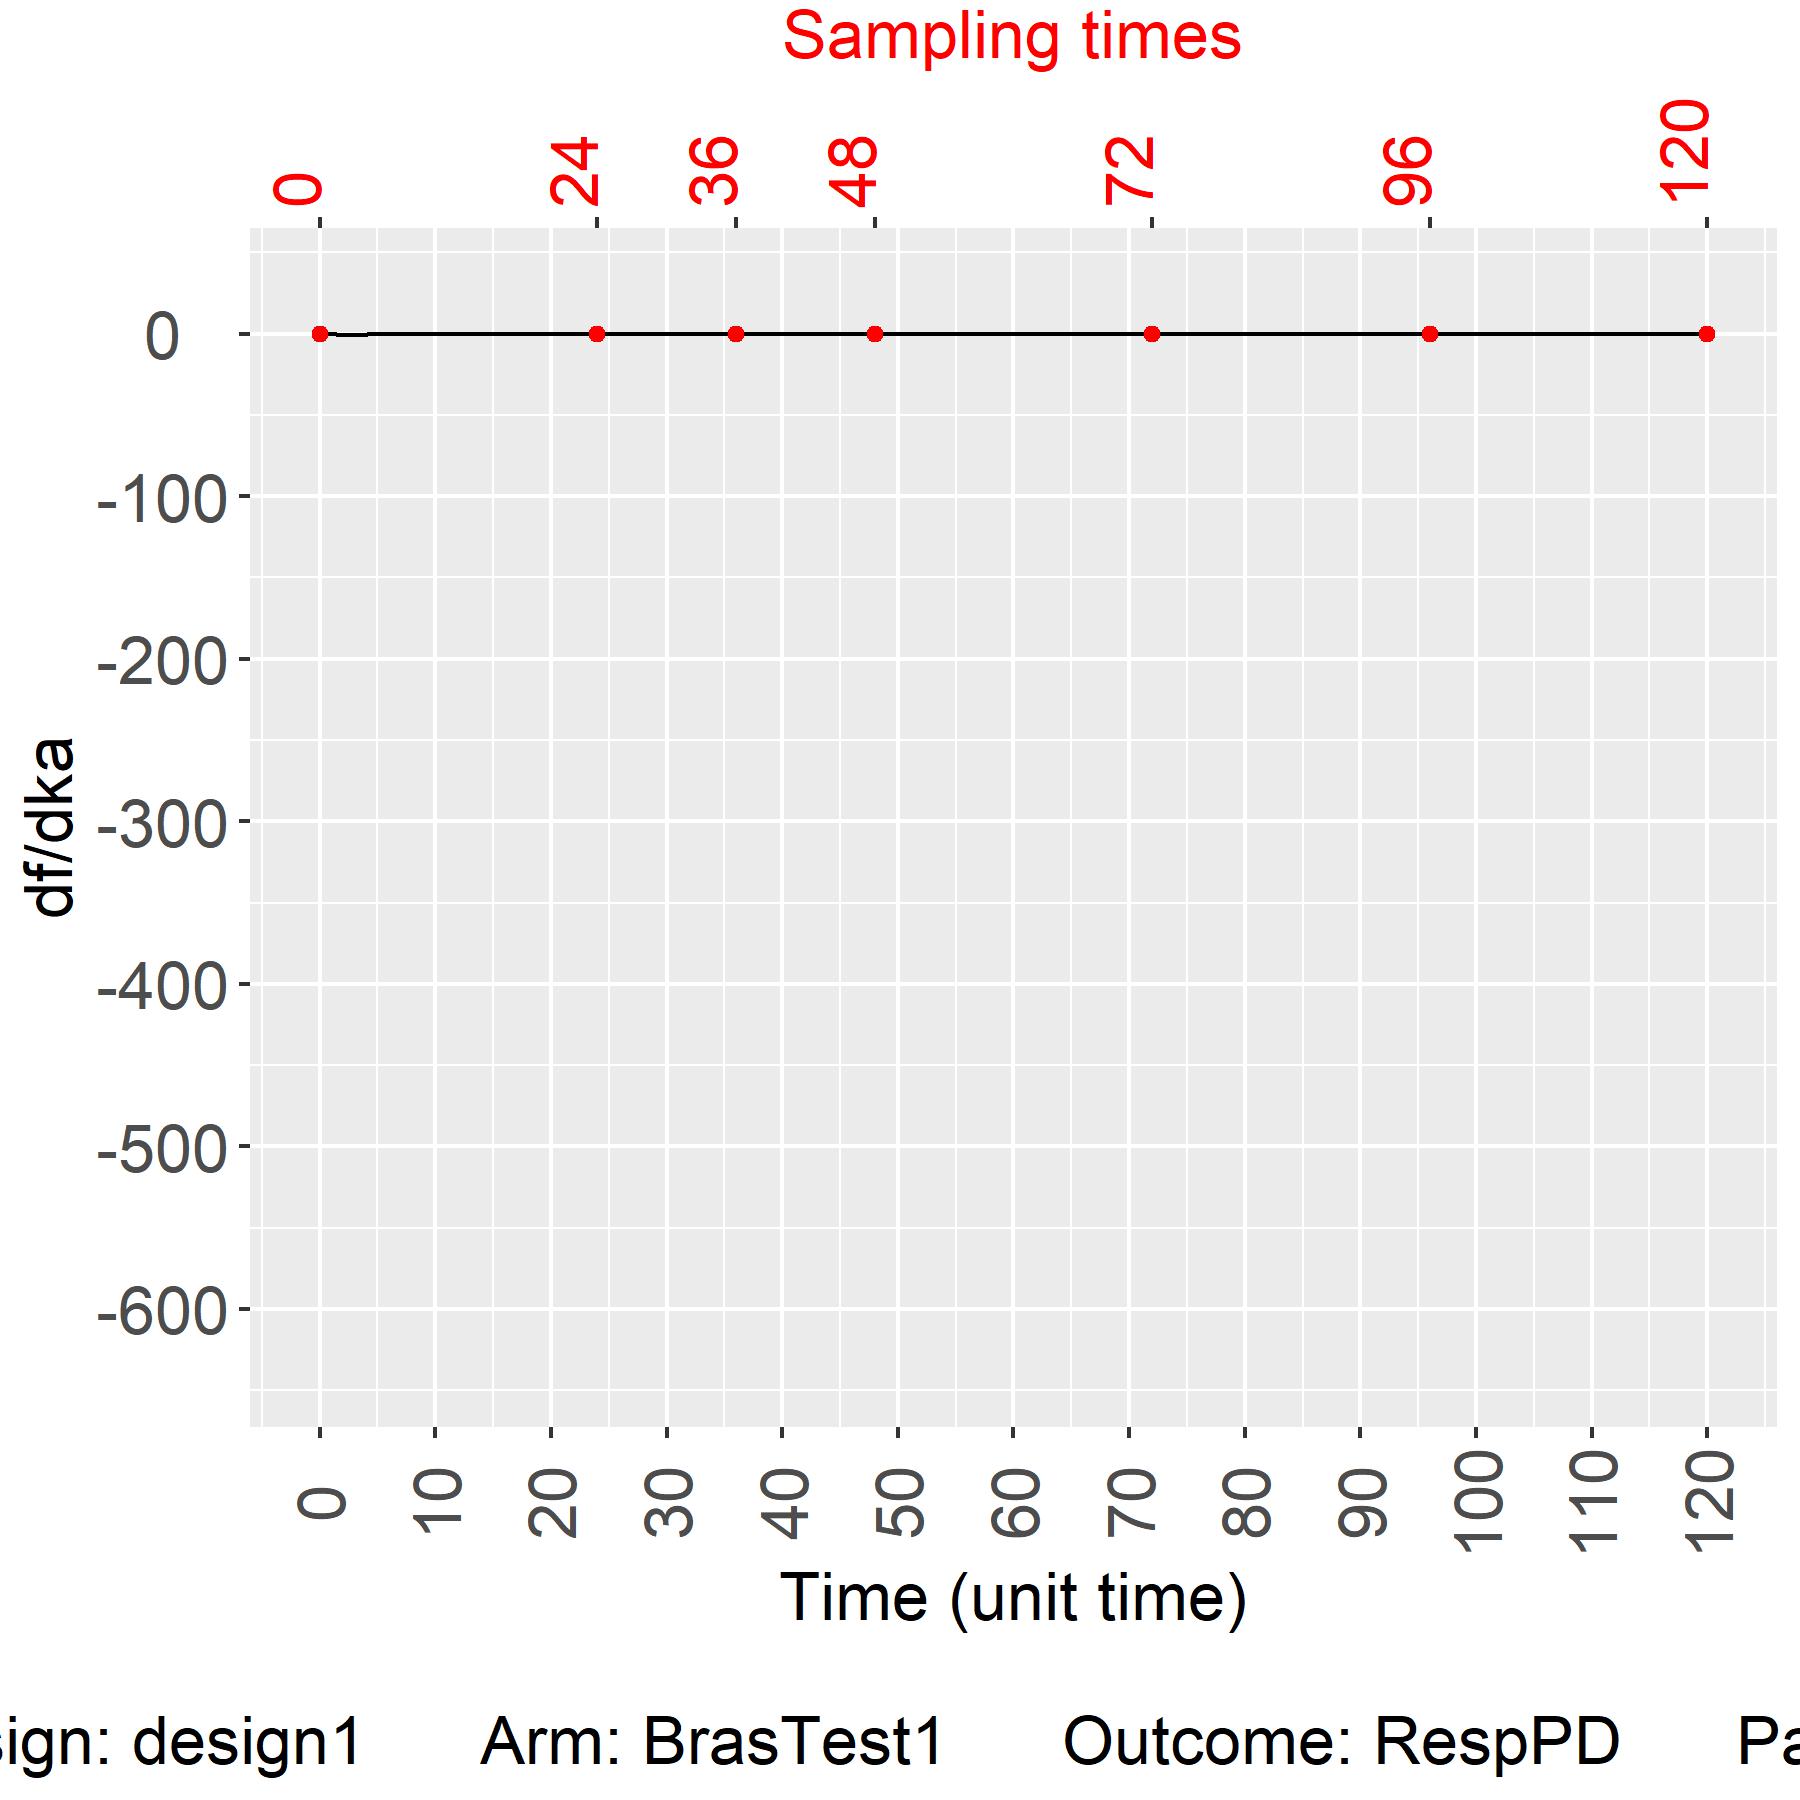 Sampling times
0 24 36 48 72 96 120
0
-100
-200
-300
-400
-500
-600
df/dka
0 10 20 30 40 50 60 70 80 90 100 110 120
Time (unit time)
sign: design1 Arm: BrasTest1 Outcome: RespPD Pa